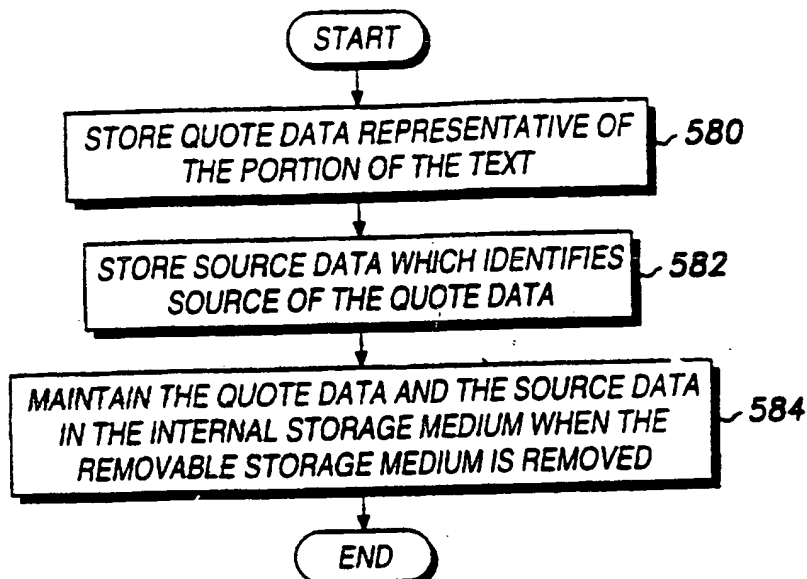 START
STORE QUOTE DATA REPRESENTATIVE OF
THE PORTION OF THE TEXT
580
STORE SOURCE DATA WHICH IDENTIFIES
SOURCE OF THE QUOTE DATA
582
MAINTAIN THE QUOTE DATA AND THE SOURCE DATA
IN THE INTERNAL STORAGE MEDIUM WHEN THE
REMOVABLE STORAGE MEDIUM IS REMOVED
584
END